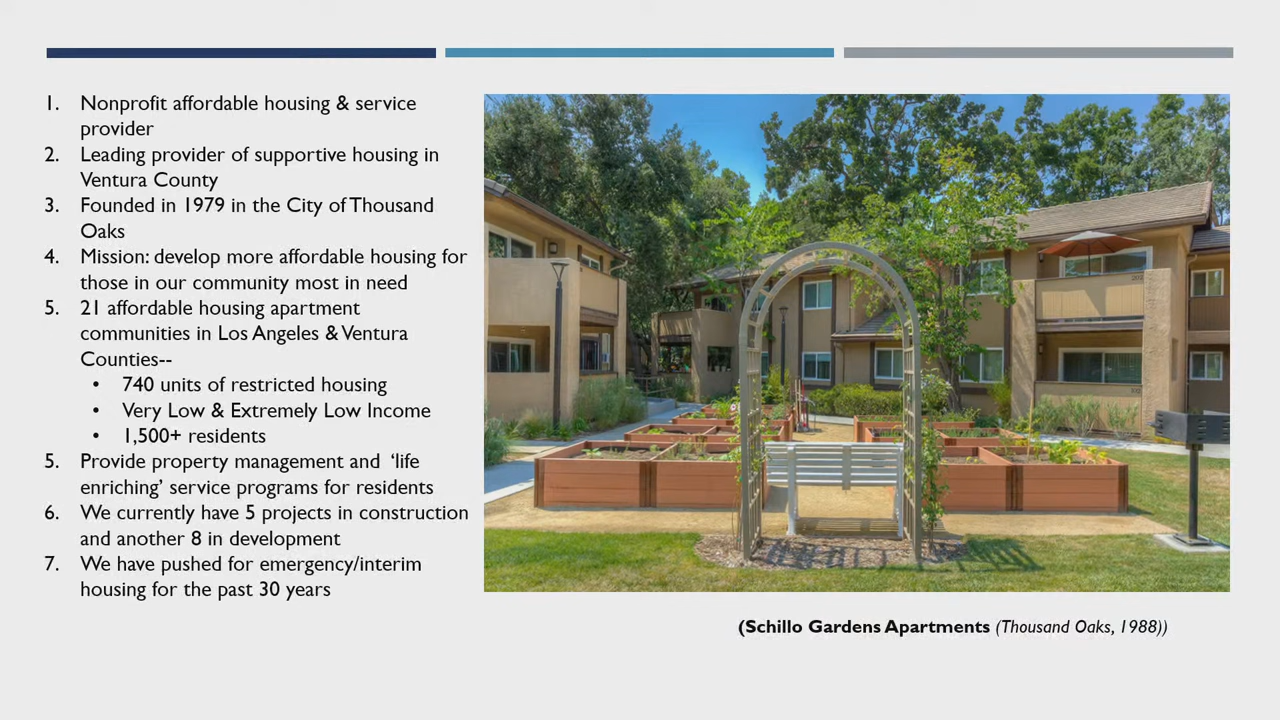 1. Nonprofit affordable housing & service
provider
2. Leading provider of supportive housing in
Ventura County
3. Founded in 1979 in the City of Thousand
Oaks
4. Mission: develop more affordable housing for
those in our community most in need
5. 21 affordable housing apartment
communities in Los Angeles & Ventura
Counties--
• 740 units of restricted housing
• Very Low & Extremely Low Income
• 1,500+ residents
5. Provide property management and ‘life
enriching’ service programs for residents
6. We currently have 5 projects in construction
and another 8 in development
7. We have pushed for emergency/interim
housing for the past 30 years
(Schillo Gardens Apartments (Thousand Oaks, 1988))